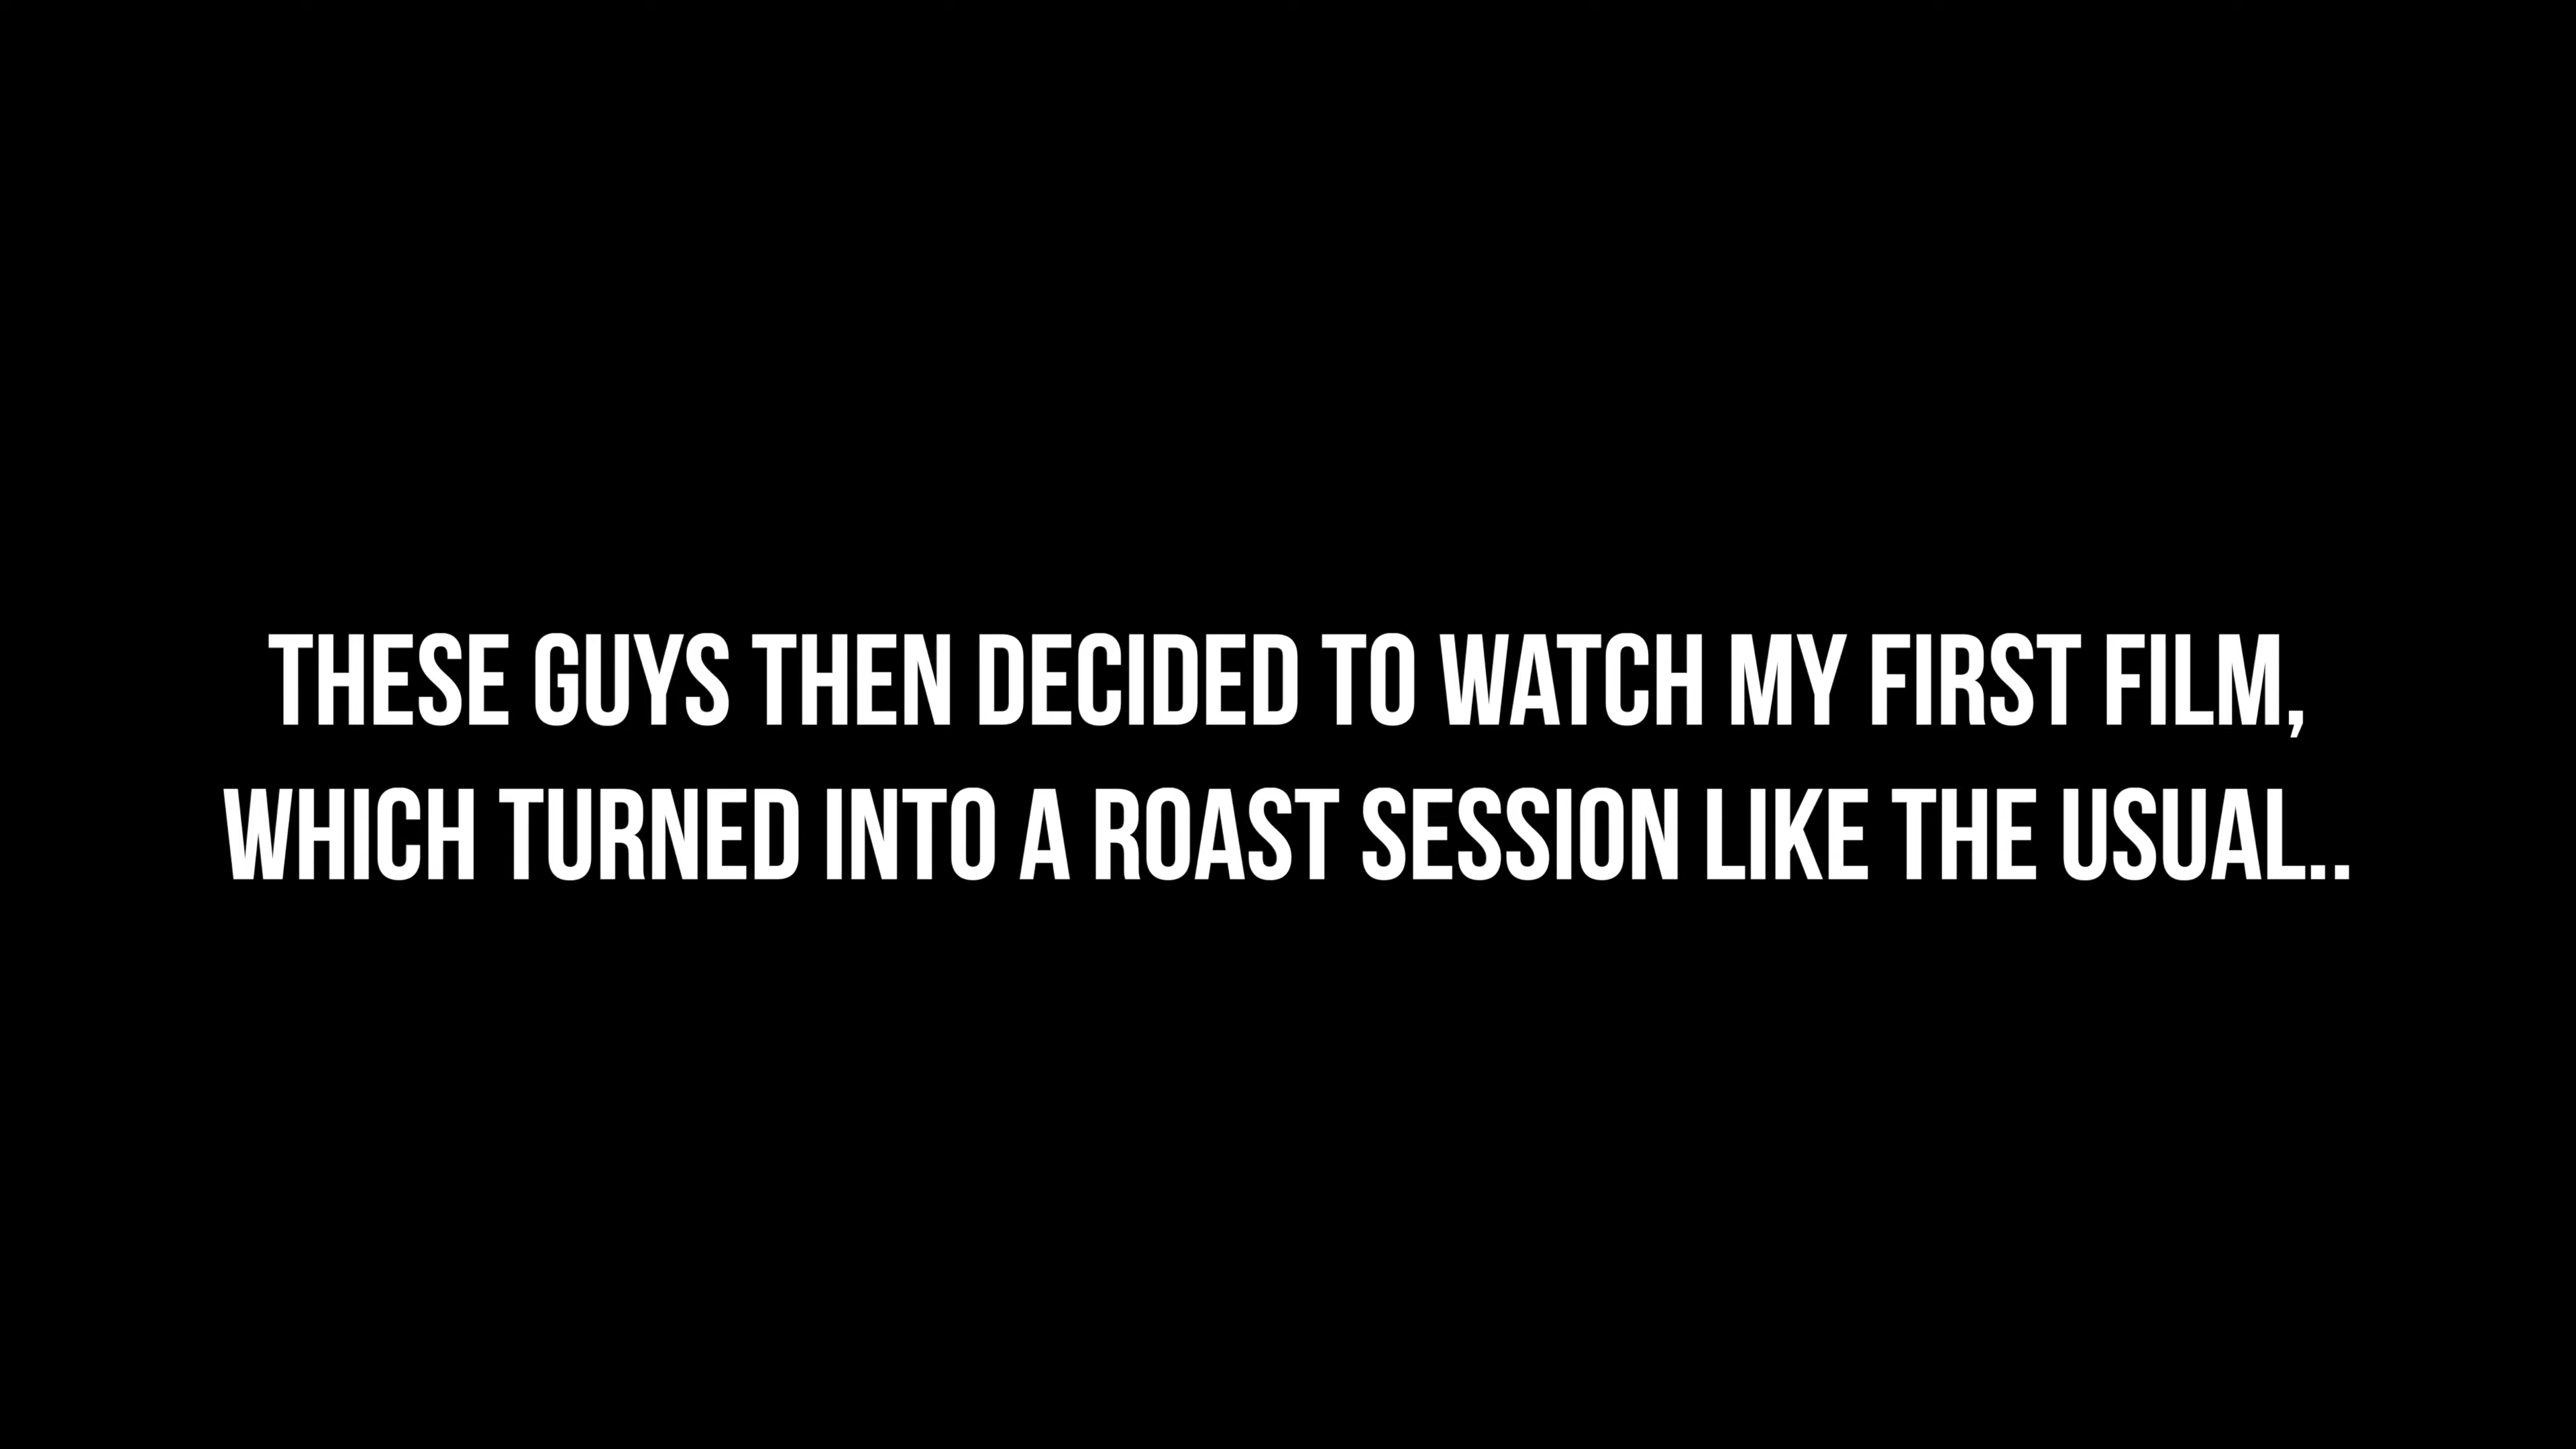 THESE GUYS THEN DECIDED TO WATCH MY FIRST FILM,
WHICH TURNED INTO A ROAST SESSION LIKE THE USUAL..